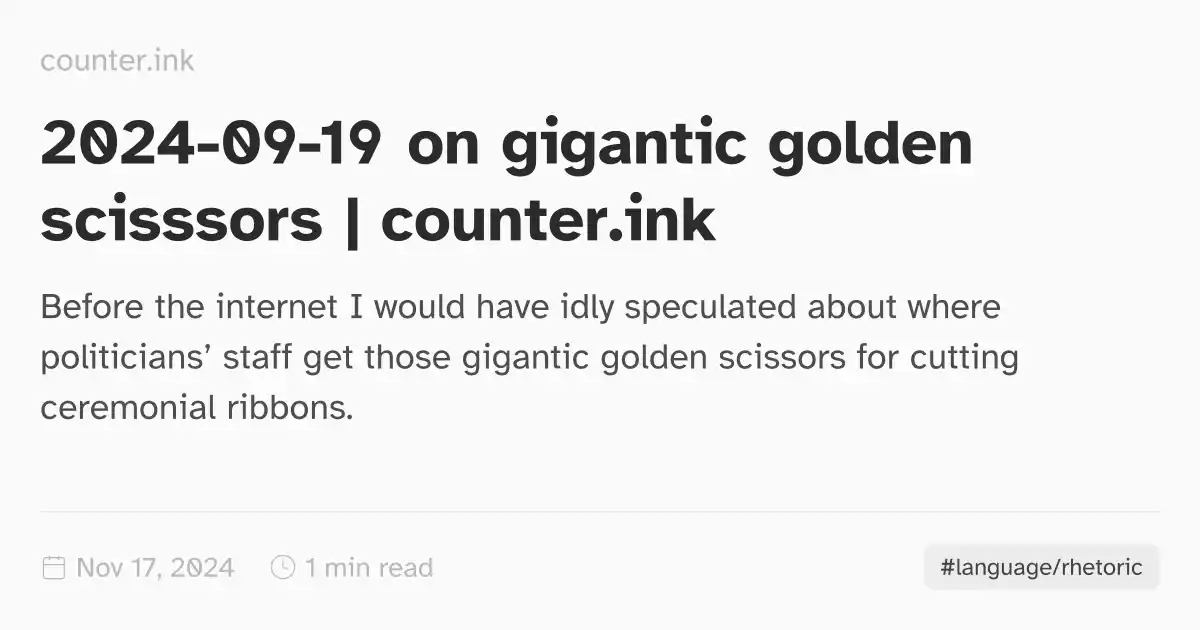 counter.ink
2024-09-19 on gigantic golden
scisssors | counter.ink
Before the internet I would have idly speculated about where
politicians’ staff get those gigantic golden scissors for cutting
ceremonial ribbons.
Nov 17, 2024 1 min read #language/rhetoric